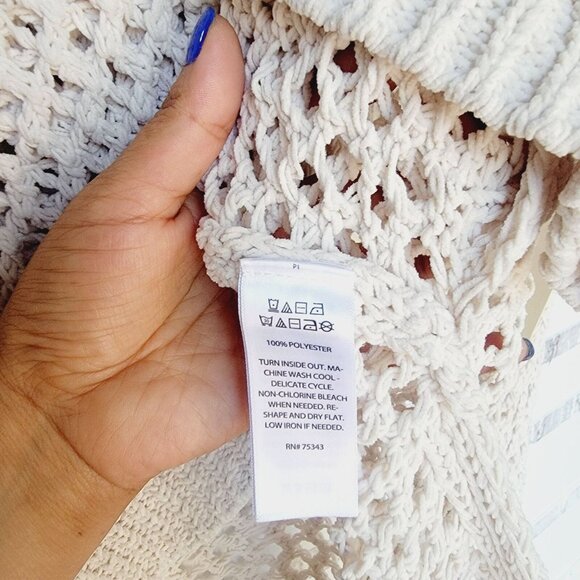 100% POLYESTER
TURN INSIDE OUT. MA-
CHINE WASH COOL -
DELICATE CYCLE.
NON-CHLORINE BLEACH
WHEN NEEDED. RE-
SHAPE AND DRY FLAT.
LOW IRON IF NEEDED.
RN# 75343